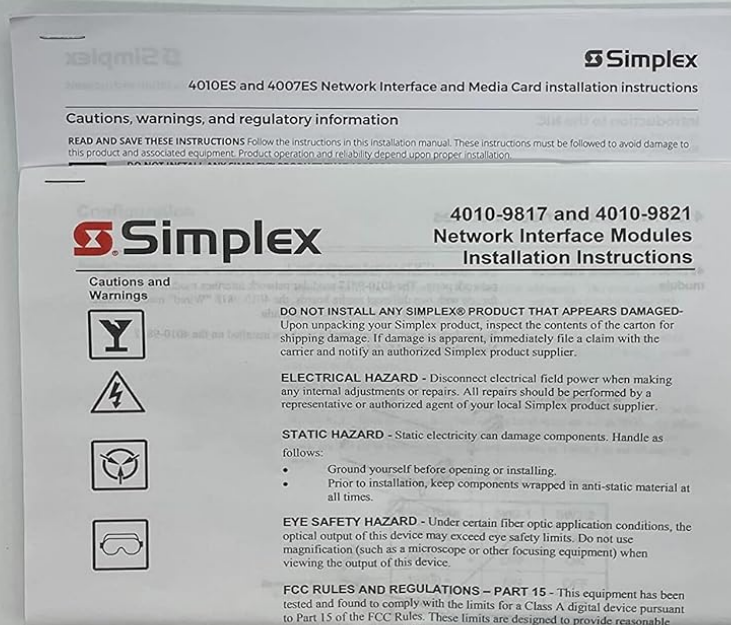 Simplex
4010ES and 4007ES Network Interface and Media Card installation instructions
Cautions, warnings, and regulatory information
READ AND SAVE THESE INSTRUCTIONS Follow the instructions in this installation manual. These instructions must be followed to avoid damage to
this product and associated equipment. Product operation and reliability depend upon proper installation.
Simplex
4010-9817 and 4010-9821
Network Interface Modules
Installation Instructions
Cautions and
Warnings
DO NOT INSTALL ANY SIMPLEX® PRODUCT THAT APPEARS DAMAGED-
Upon unpacking your Simplex product, inspect the contents of the carton for
shipping damage. If damage is apparent, immediately file a claim with the
carrier and notify an authorized Simplex product supplier.
ELECTRICAL HAZARD - Disconnect electrical field power when making
any internal adjustments or repairs. All repairs should be performed by a
representative or authorized agent of your local Simplex product supplier.
STATIC HAZARD - Static electricity can damage components. Handle as
follows:
• Ground yourself before opening or installing.
• Prior to installation, keep components wrapped in anti-static material at
all times.
EYE SAFETY HAZARD - Under certain fiber optic application conditions, the
optical output of this device may exceed eye safety limits. Do not use
magnification (such as a microscope or other focusing equipment) when
viewing the output of this device.
FCC RULES AND REGULATIONS – PART 15 - This equipment has been
tested and found to comply with the limits for a Class A digital device pursuant
to Part 15 of the FCC Rules. These limits are designed to provide reasonable